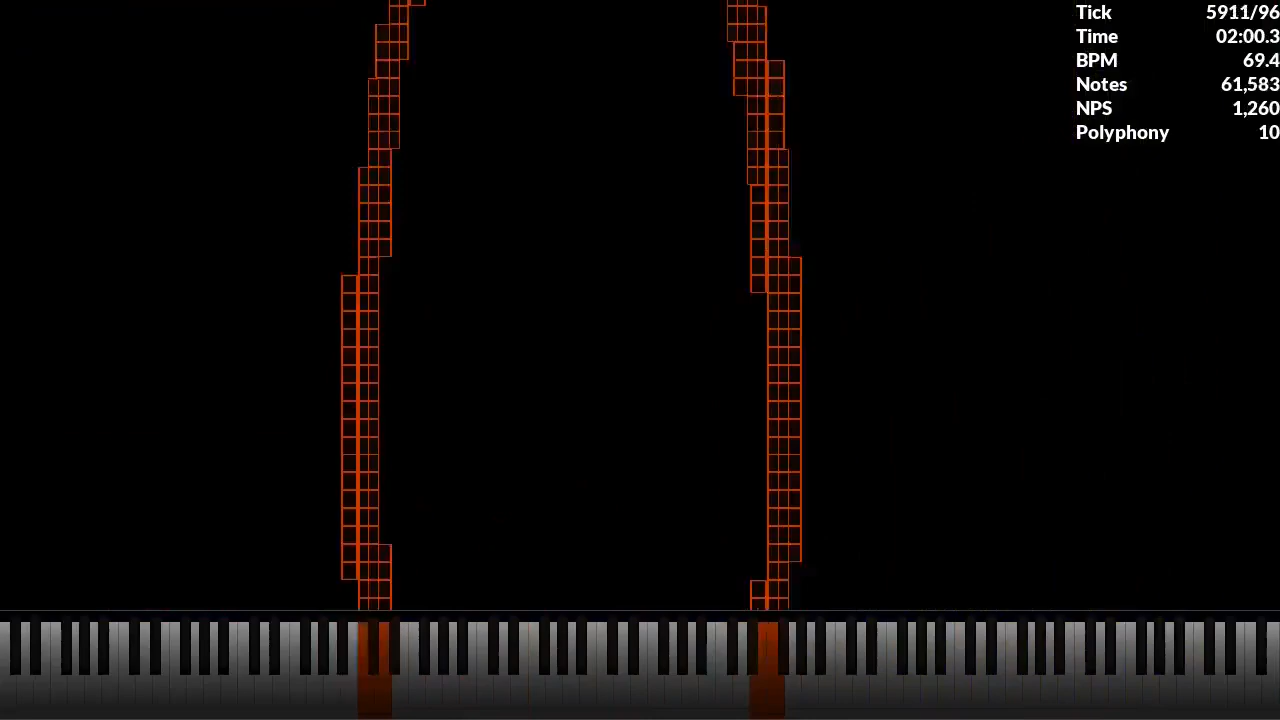 Tick 5911/96
Time 02:00.3
BPM 69.4
Notes 61,583
NPS 1,260
Polyphony 10